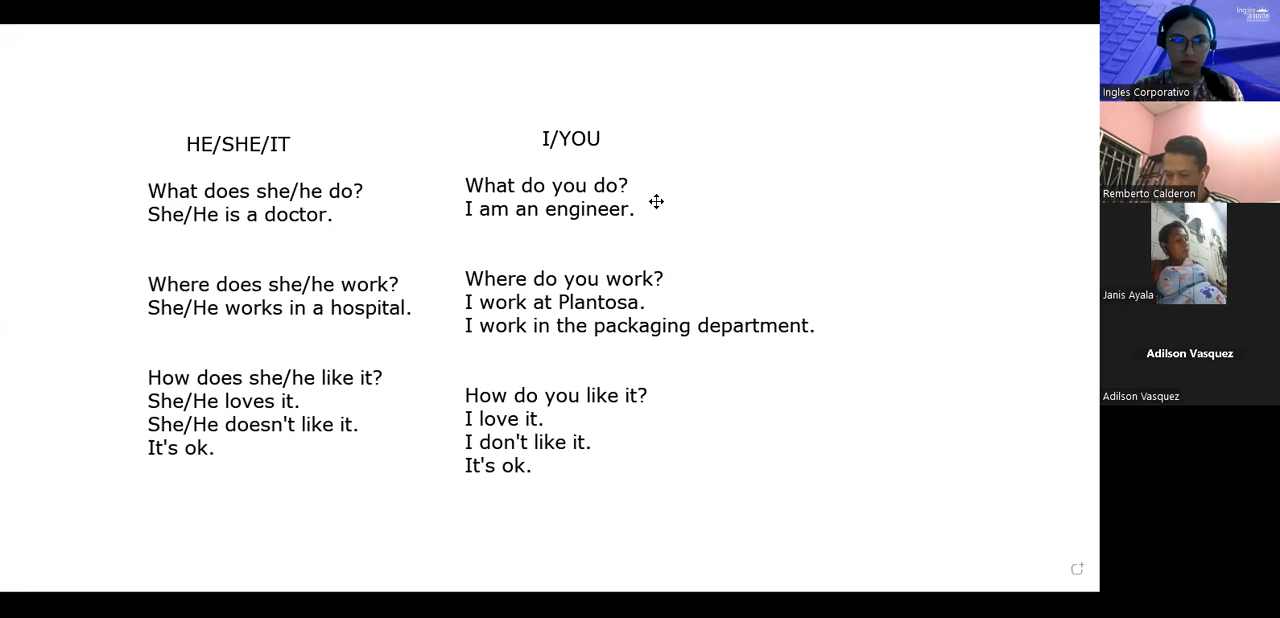 HE/SHE/IT
What does she/he do?
She/He is a doctor.
Where does she/he work?
She/He works in a hospital.
How does she/he like it?
She/He loves it.
She/He doesn't like it.
It's ok.
I/YOU
What do you do?
I am an engineer.
Where do you work?
I work at Plantosa.
I work in the packaging department.
How do you like it?
I love it.
I don't like it.
It's ok.
Ingles Corporativo
Remberto Calderon
Janis Ayala
Adilson Vasquez
Adilson Vasquez